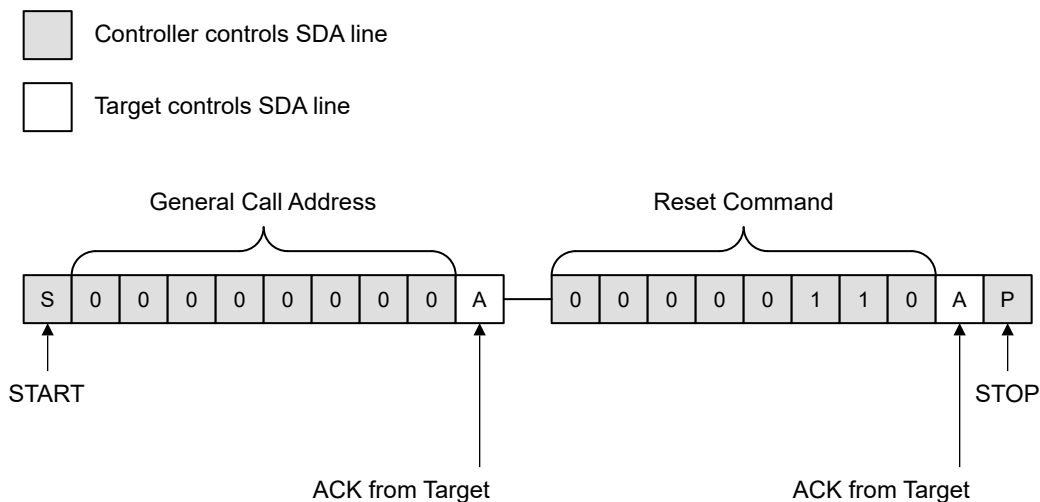 Controller controls SDA line
Target controls SDA line
General Call Address Reset Command
S 0 0 0 0 0 0 0 0 A 0 0 0 0 0 1 1 0 A P
START STOP
ACK from Target ACK from Target